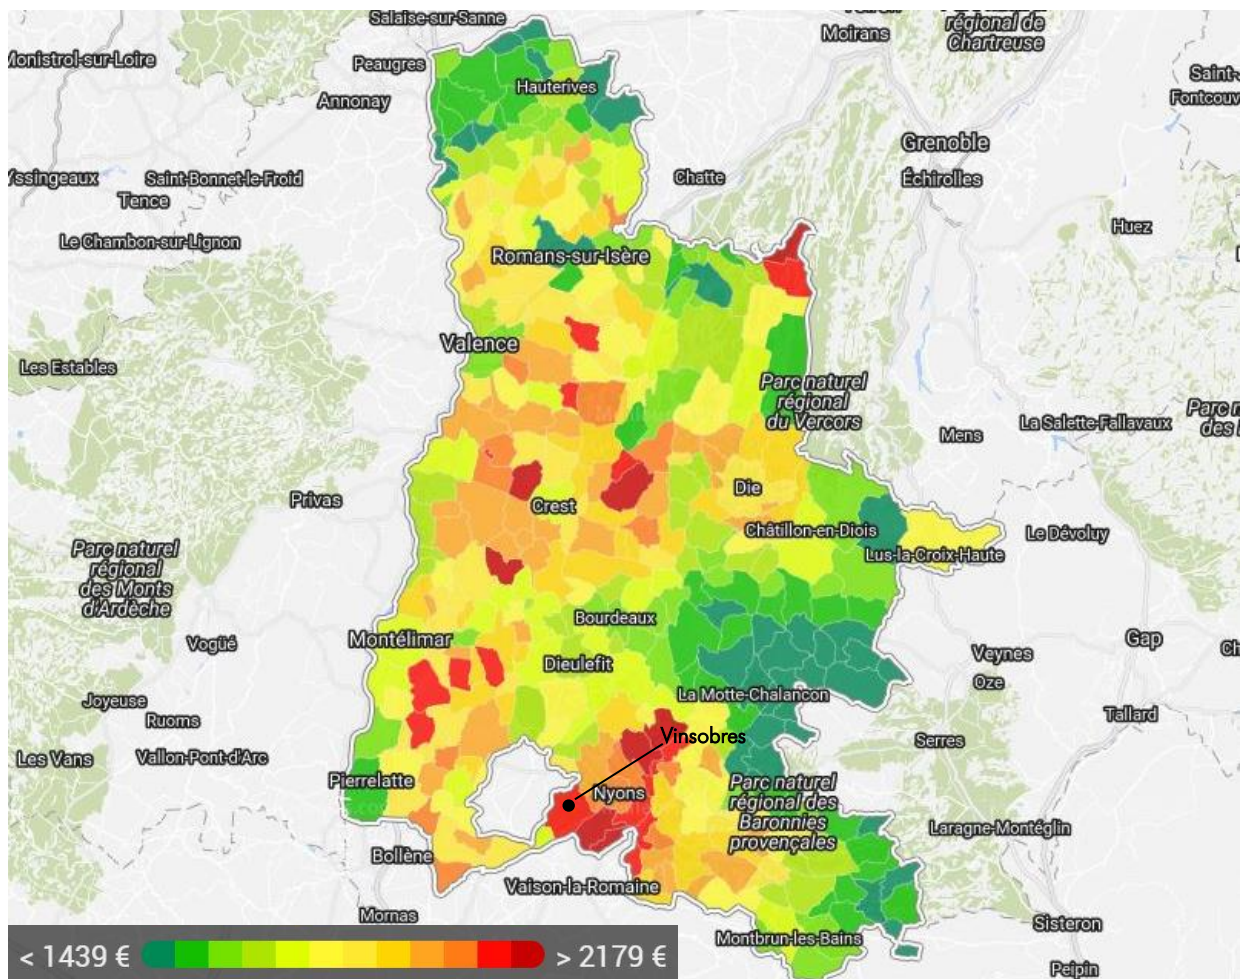 Salaise-sur-Sanne
Moirans
régional de
Chartreuse
Monistrol-sur-Loire
Peaugres
Annonay
Hauterives
Saint-
Fontcouv
Grenoble
Échirolles
Yssingeaux
Saint-Bonnet-le-Froid
Tence
Chatte
Le Chambon-sur-Lignon
Huez
Romans-sur-Isère
Valence
Les Estables
Parc naturel
régional
du Vercors
Mens
La Salette-Fallavaux
Parc n
des
Privas
Crest
Die
Châtillon-en-Diois
Lus-la-Croix-Haute
Le Dévoluy
Parc naturel
régional
des Monts
d'Ardèche
Vogüé
Montélimar
Bourdeaux
Dieulefit
Veynes
Oze
Gap
Ch
La Motte-Chalancon
Joyeuse
Ruoms
Tallard
Les Vans
Vallon-Pont-d'Arc
Vinsobres
Serres
Pierrelatte
Nyons
Parc naturel
régional des
Baronnies
provençales
Laragne-Montéglin
Bollène
Vaison-la-Romaine
Mornas
Sisteron
Montbrun-les-Bains
Peipin
< 1439 €
> 2179 €